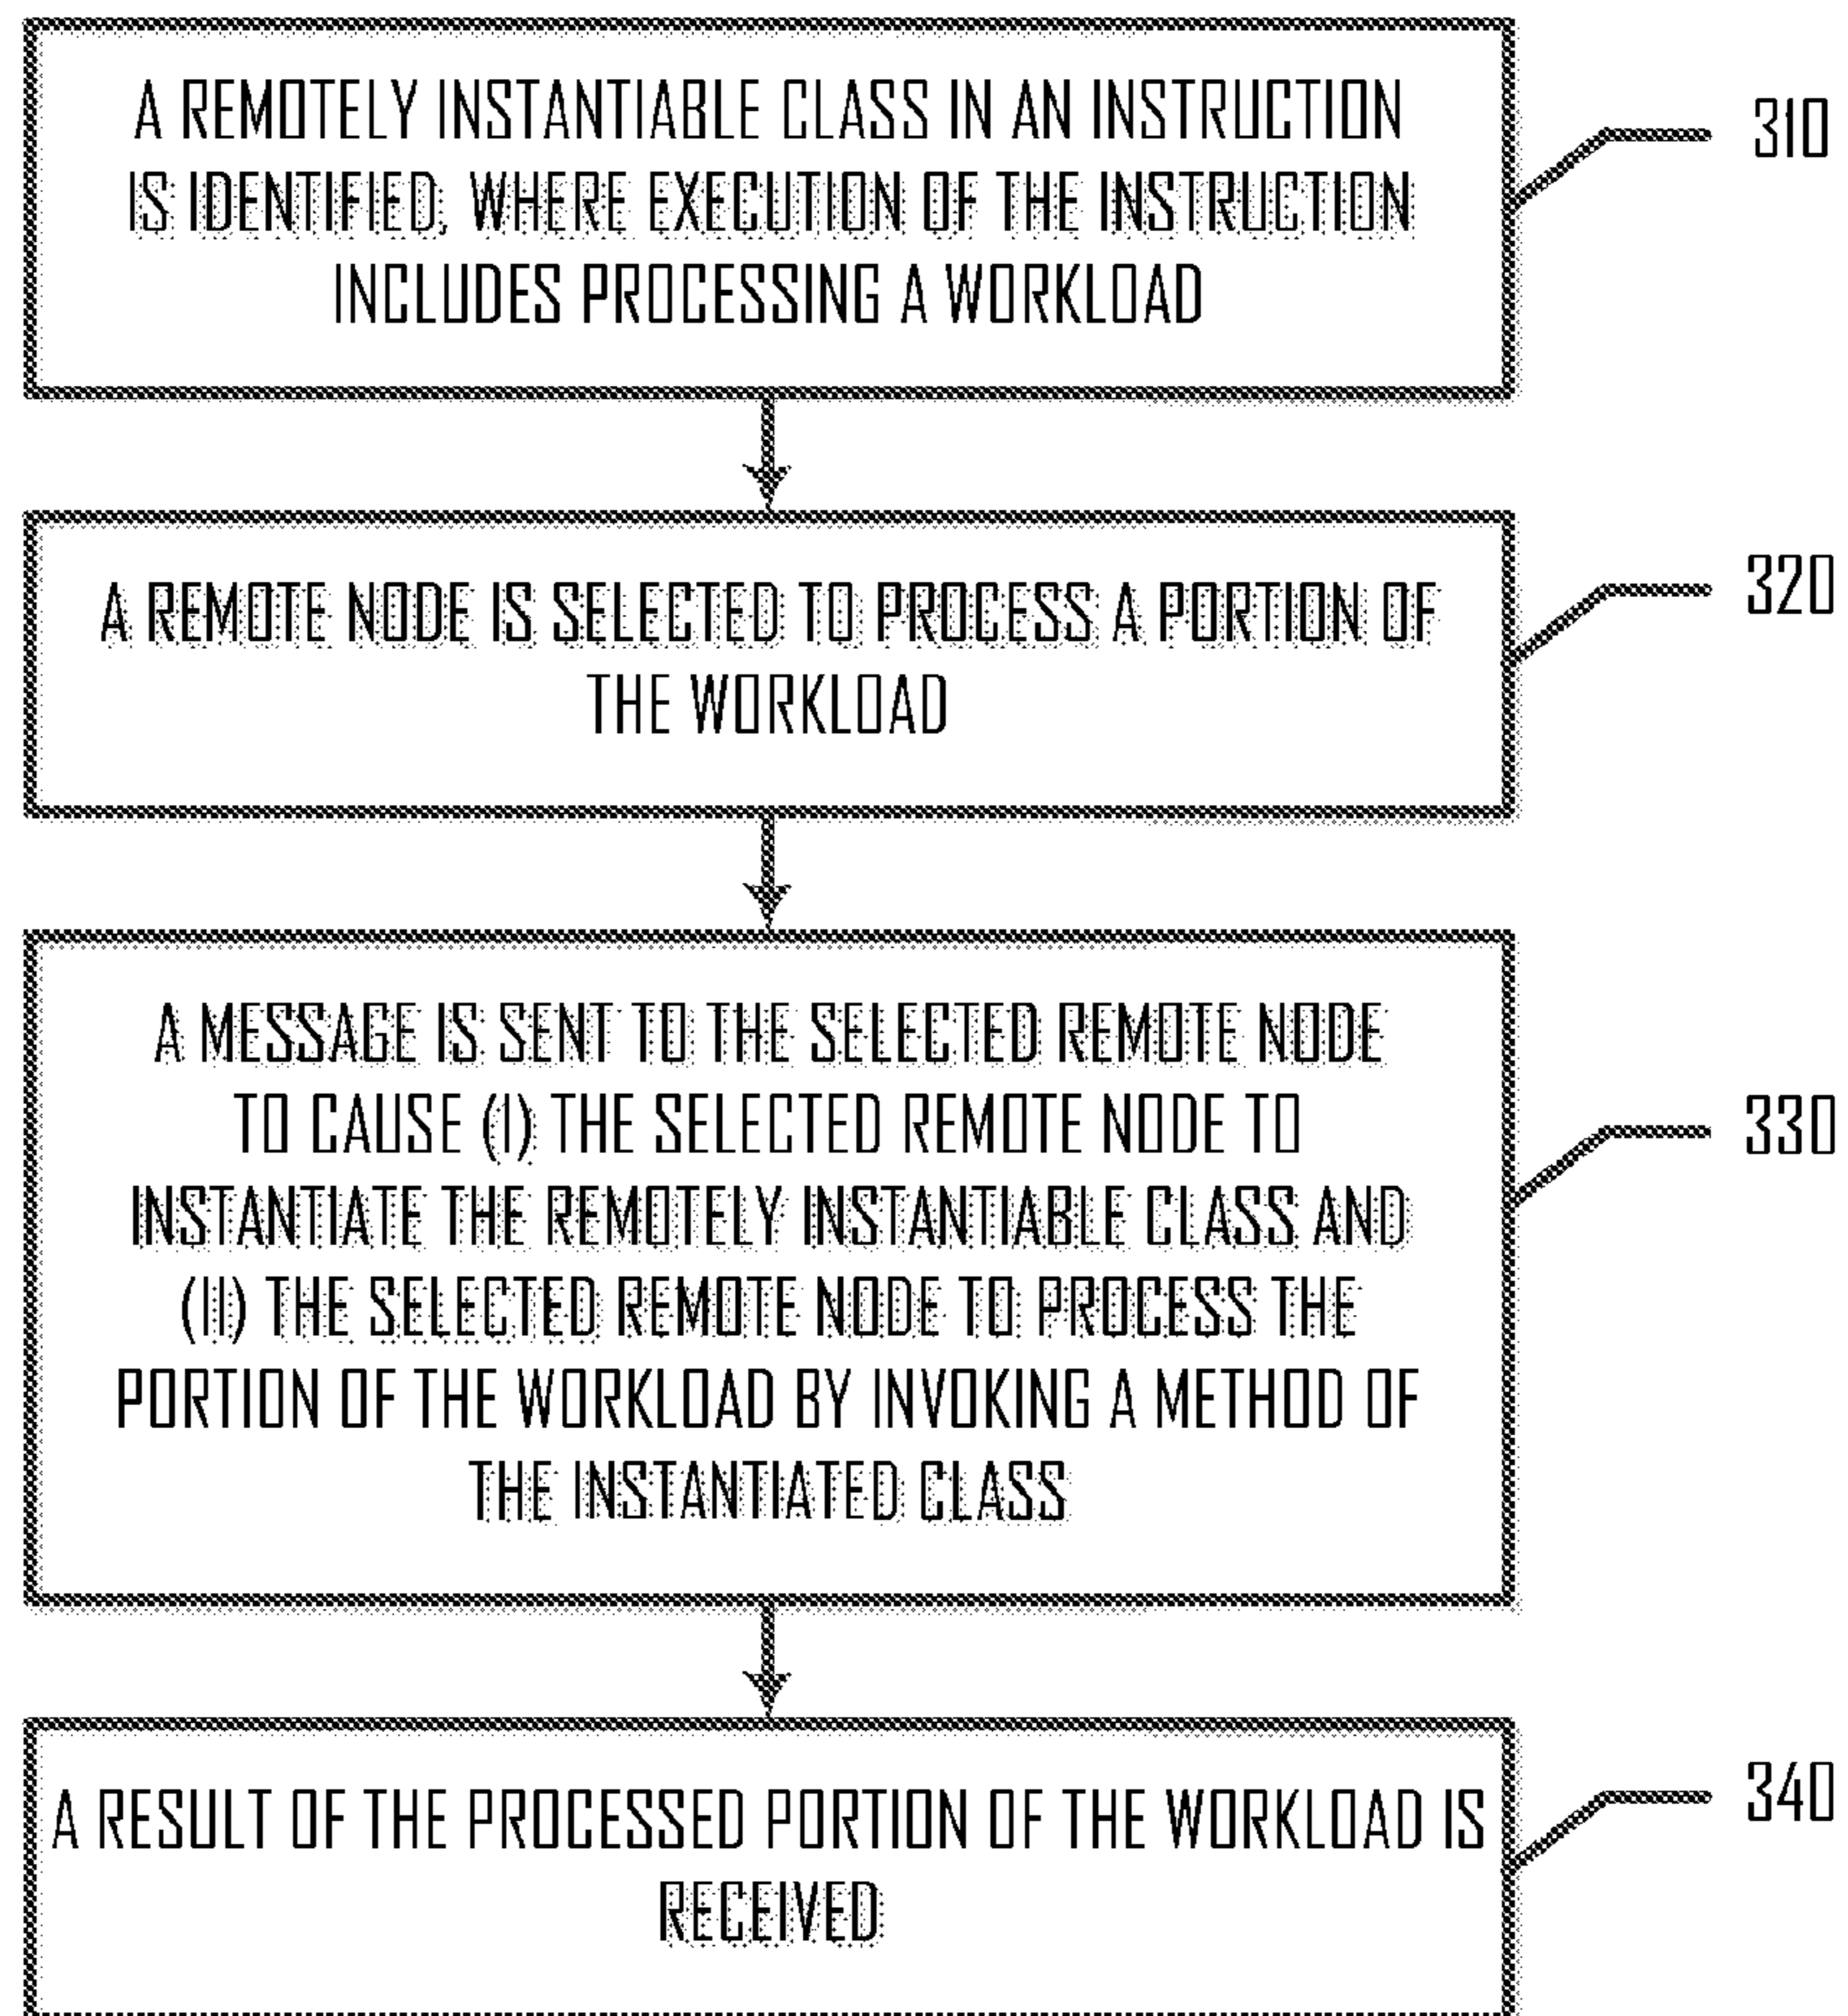 A REMOTELY INSTANTIABLE CLASS IN AN INSTRUCTION
IS IDENTIFIED, WHERE EXECUTION OF THE INSTRUCTION
INCLUDES PROCESSING A WORKLOAD
310
A REMOTE NODE IS SELECTED TO PROCESS A PORTION OF
THE WORKLOAD
320
A MESSAGE IS SENT TO THE SELECTED REMOTE NODE
TO CAUSE (I) THE SELECTED REMOTE NODE TO
INSTANTIATE THE REMOTELY INSTANTIABLE CLASS AND
(II) THE SELECTED REMOTE NODE TO PROCESS THE
PORTION OF THE WORKLOAD BY INVOKING A METHOD OF
THE INSTANTIATED CLASS
330
A RESULT OF THE PROCESSED PORTION OF THE WORKLOAD IS
RECEIVED
340